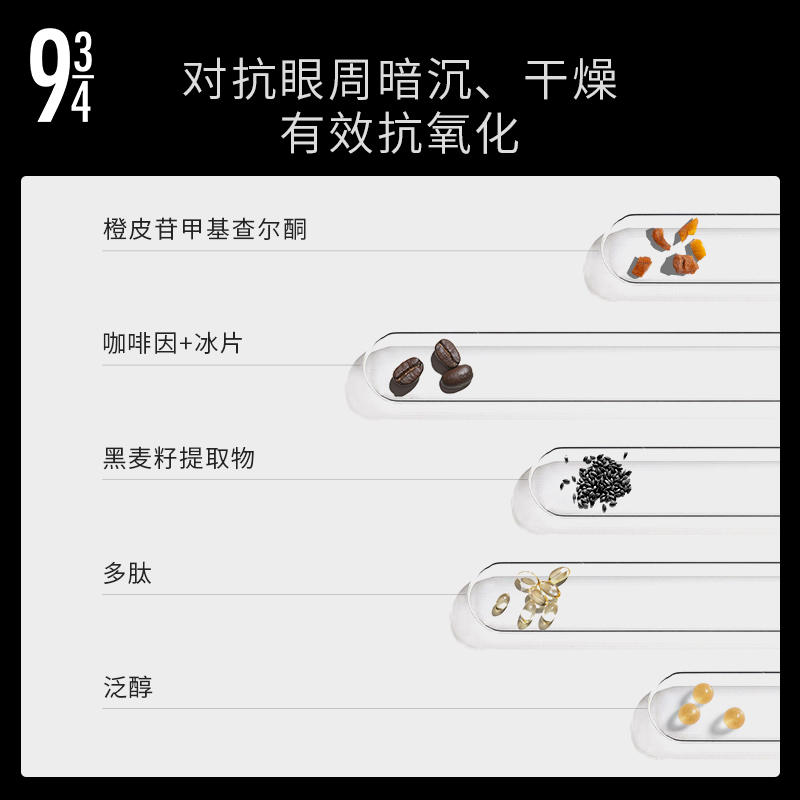 9 3/4
对抗眼周暗沉、干燥
有效抗氧化
橙皮苷甲基查尔酮
咖啡因+冰片
黑麦籽提取物
多肽
泛醇